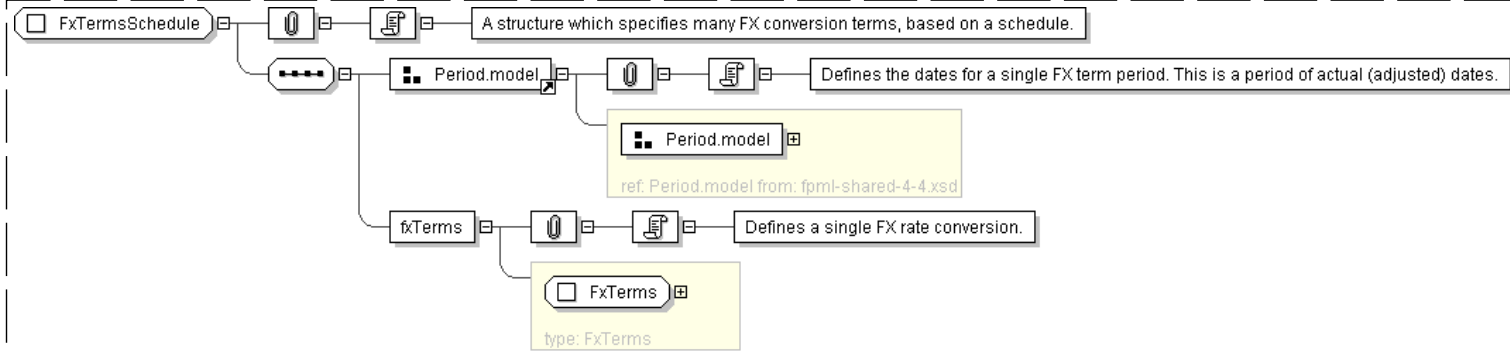 FxTermsSchedule
A structure which specifies many FX conversion terms, based on a schedule.
Period.model
Defines the dates for a single FX term period. This is a period of actual (adjusted) dates.
Period.model
ref: Period.model from: fpml-shared-4-4.xsd
fxTerms
Defines a single FX rate conversion.
FxTerms
type: FxTerms